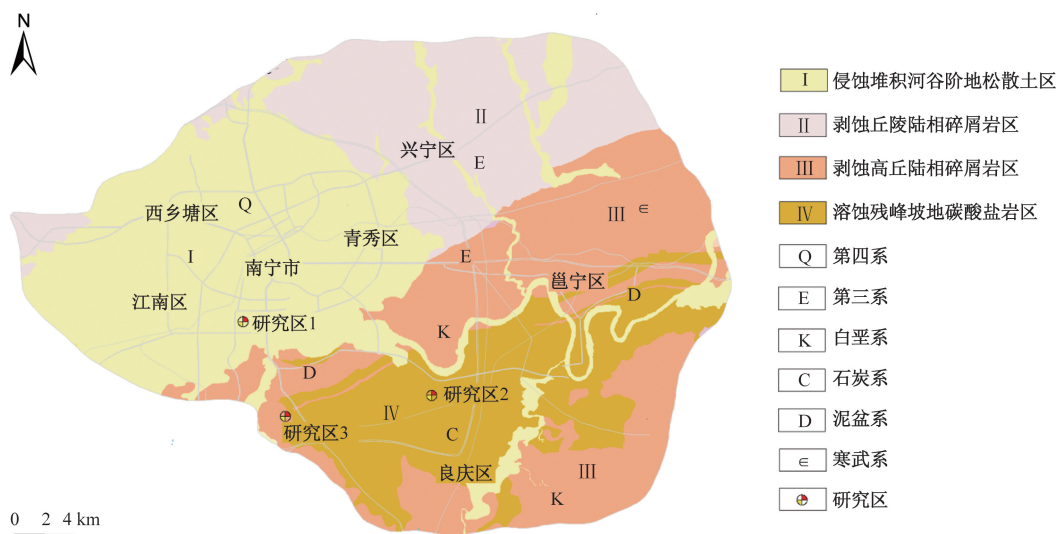 N
I 侵蚀堆积河谷阶地松散土区
II 剥蚀丘陵陆相碎屑岩区
III 剥蚀高丘陆相碎屑岩区
IV 溶蚀残峰坡地碳酸盐岩区
Q 第四系
E 第三系
K 白垩系
C 石炭系
D 泥盆系
∈ 寒武系
研究区
II
兴宁区
E
西乡塘区
Q
III ∈
青秀区
I
E
南宁市
邕宁区
D
江南区
研究区1
K
D
研究区2
IV
研究区3
C
良庆区
III
K
0 2 4 km